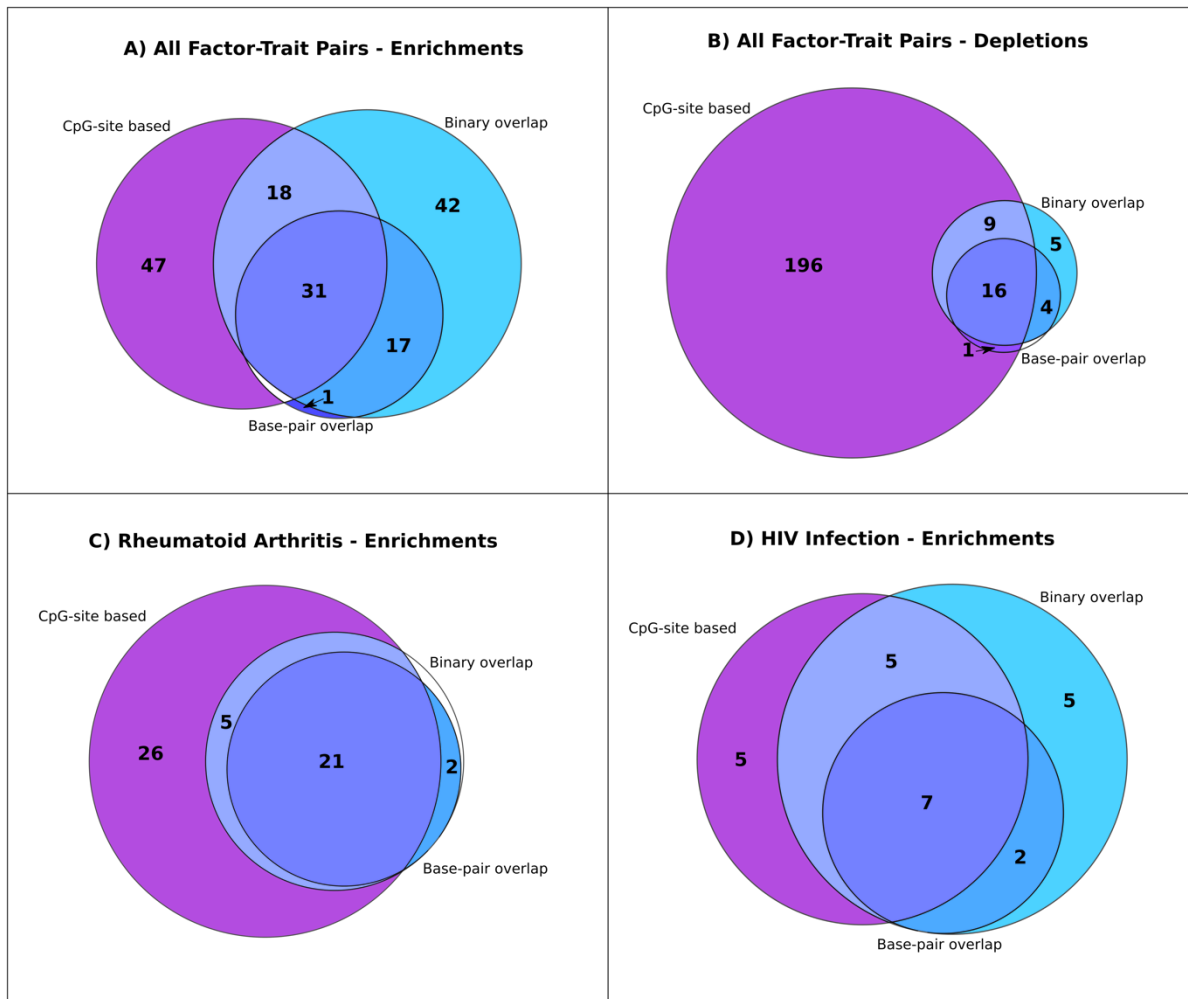 A) All Factor-Trait Pairs - Enrichments
CpG-site based
Binary overlap
18
42
47
31
17
1
Base-pair overlap
B) All Factor-Trait Pairs - Depletions
CpG-site based
Binary overlap
9
5
196
16
4
1
Base-pair overlap
C) Rheumatoid Arthritis - Enrichments
CpG-site based
Binary overlap
5
26
21
2
Base-pair overlap
D) HIV Infection - Enrichments
Binary overlap
CpG-site based
5
5
5
7
2
Base-pair overlap